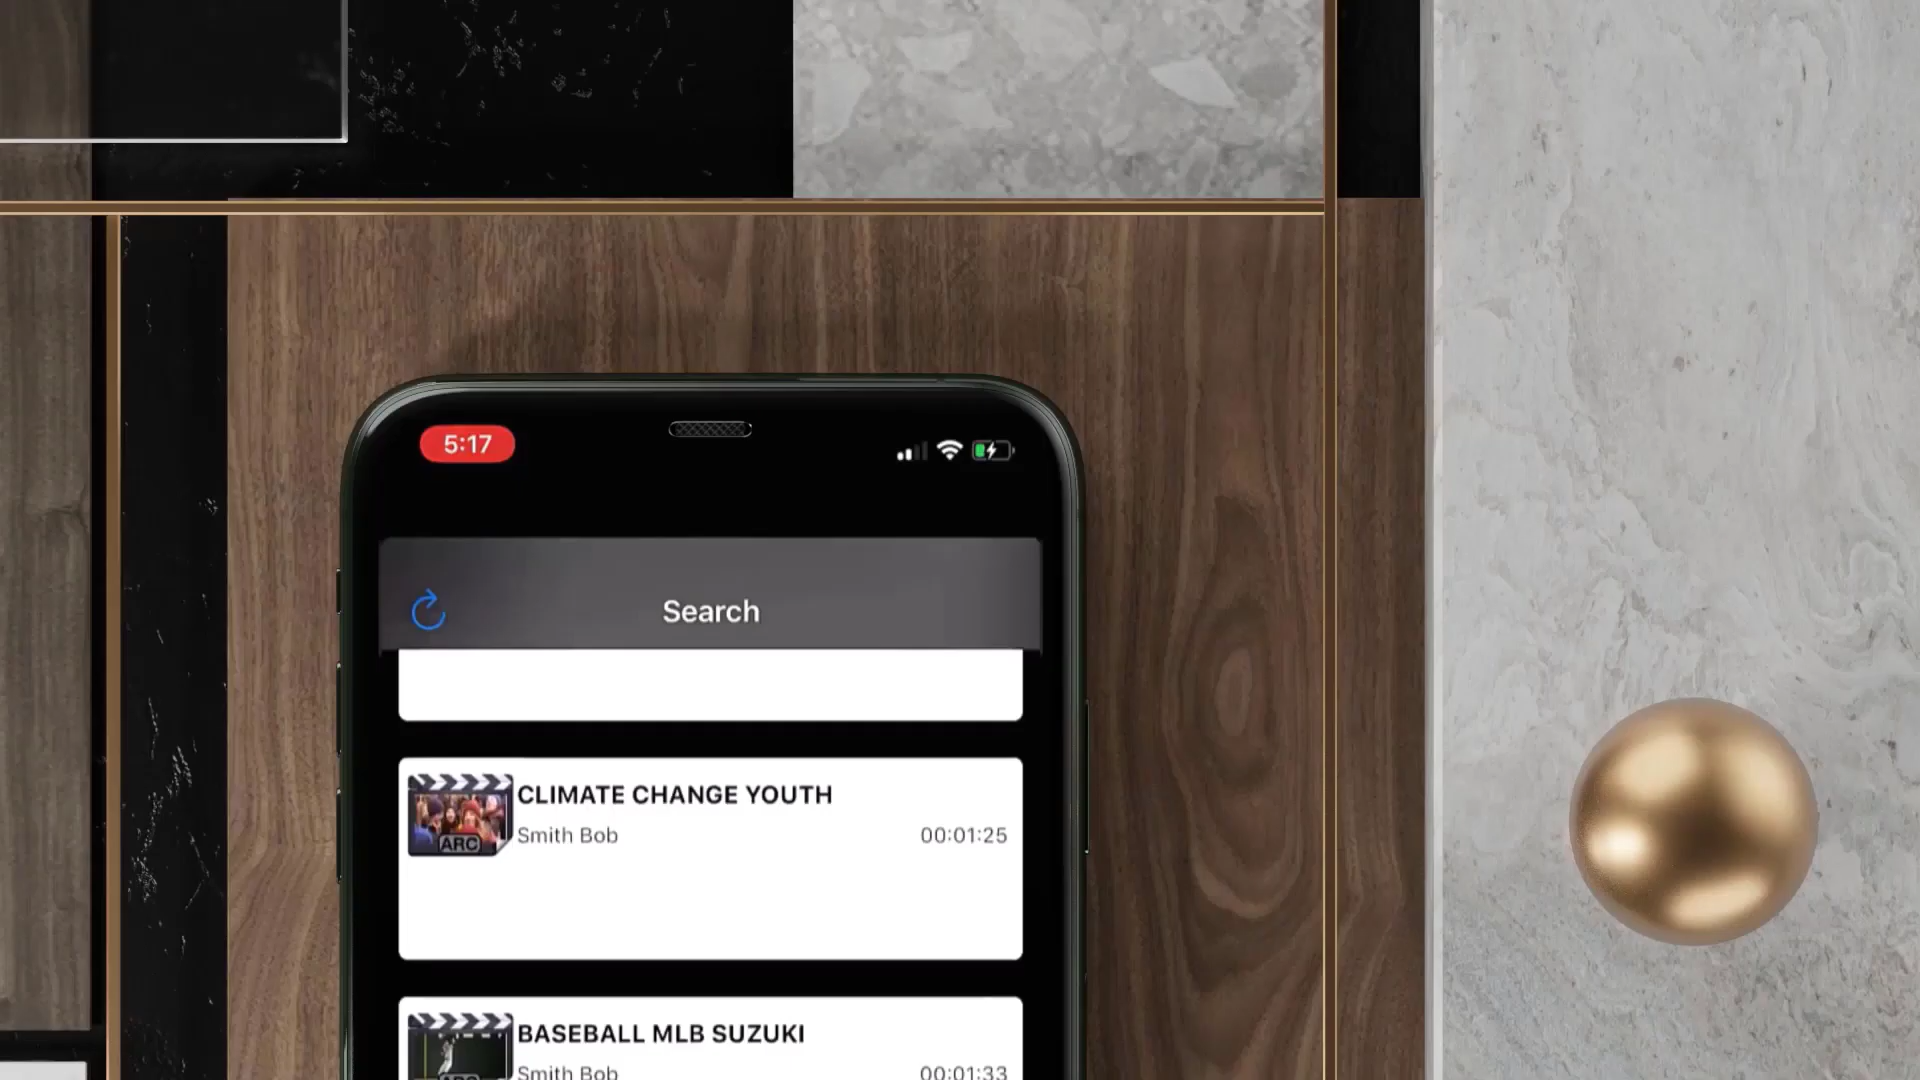 5:17
Search
CLIMATE CHANGE YOUTH
ARC
Smith Bob
00:01:25
BASEBALL MLB SUZUKI
Smith Bob
00:01:33